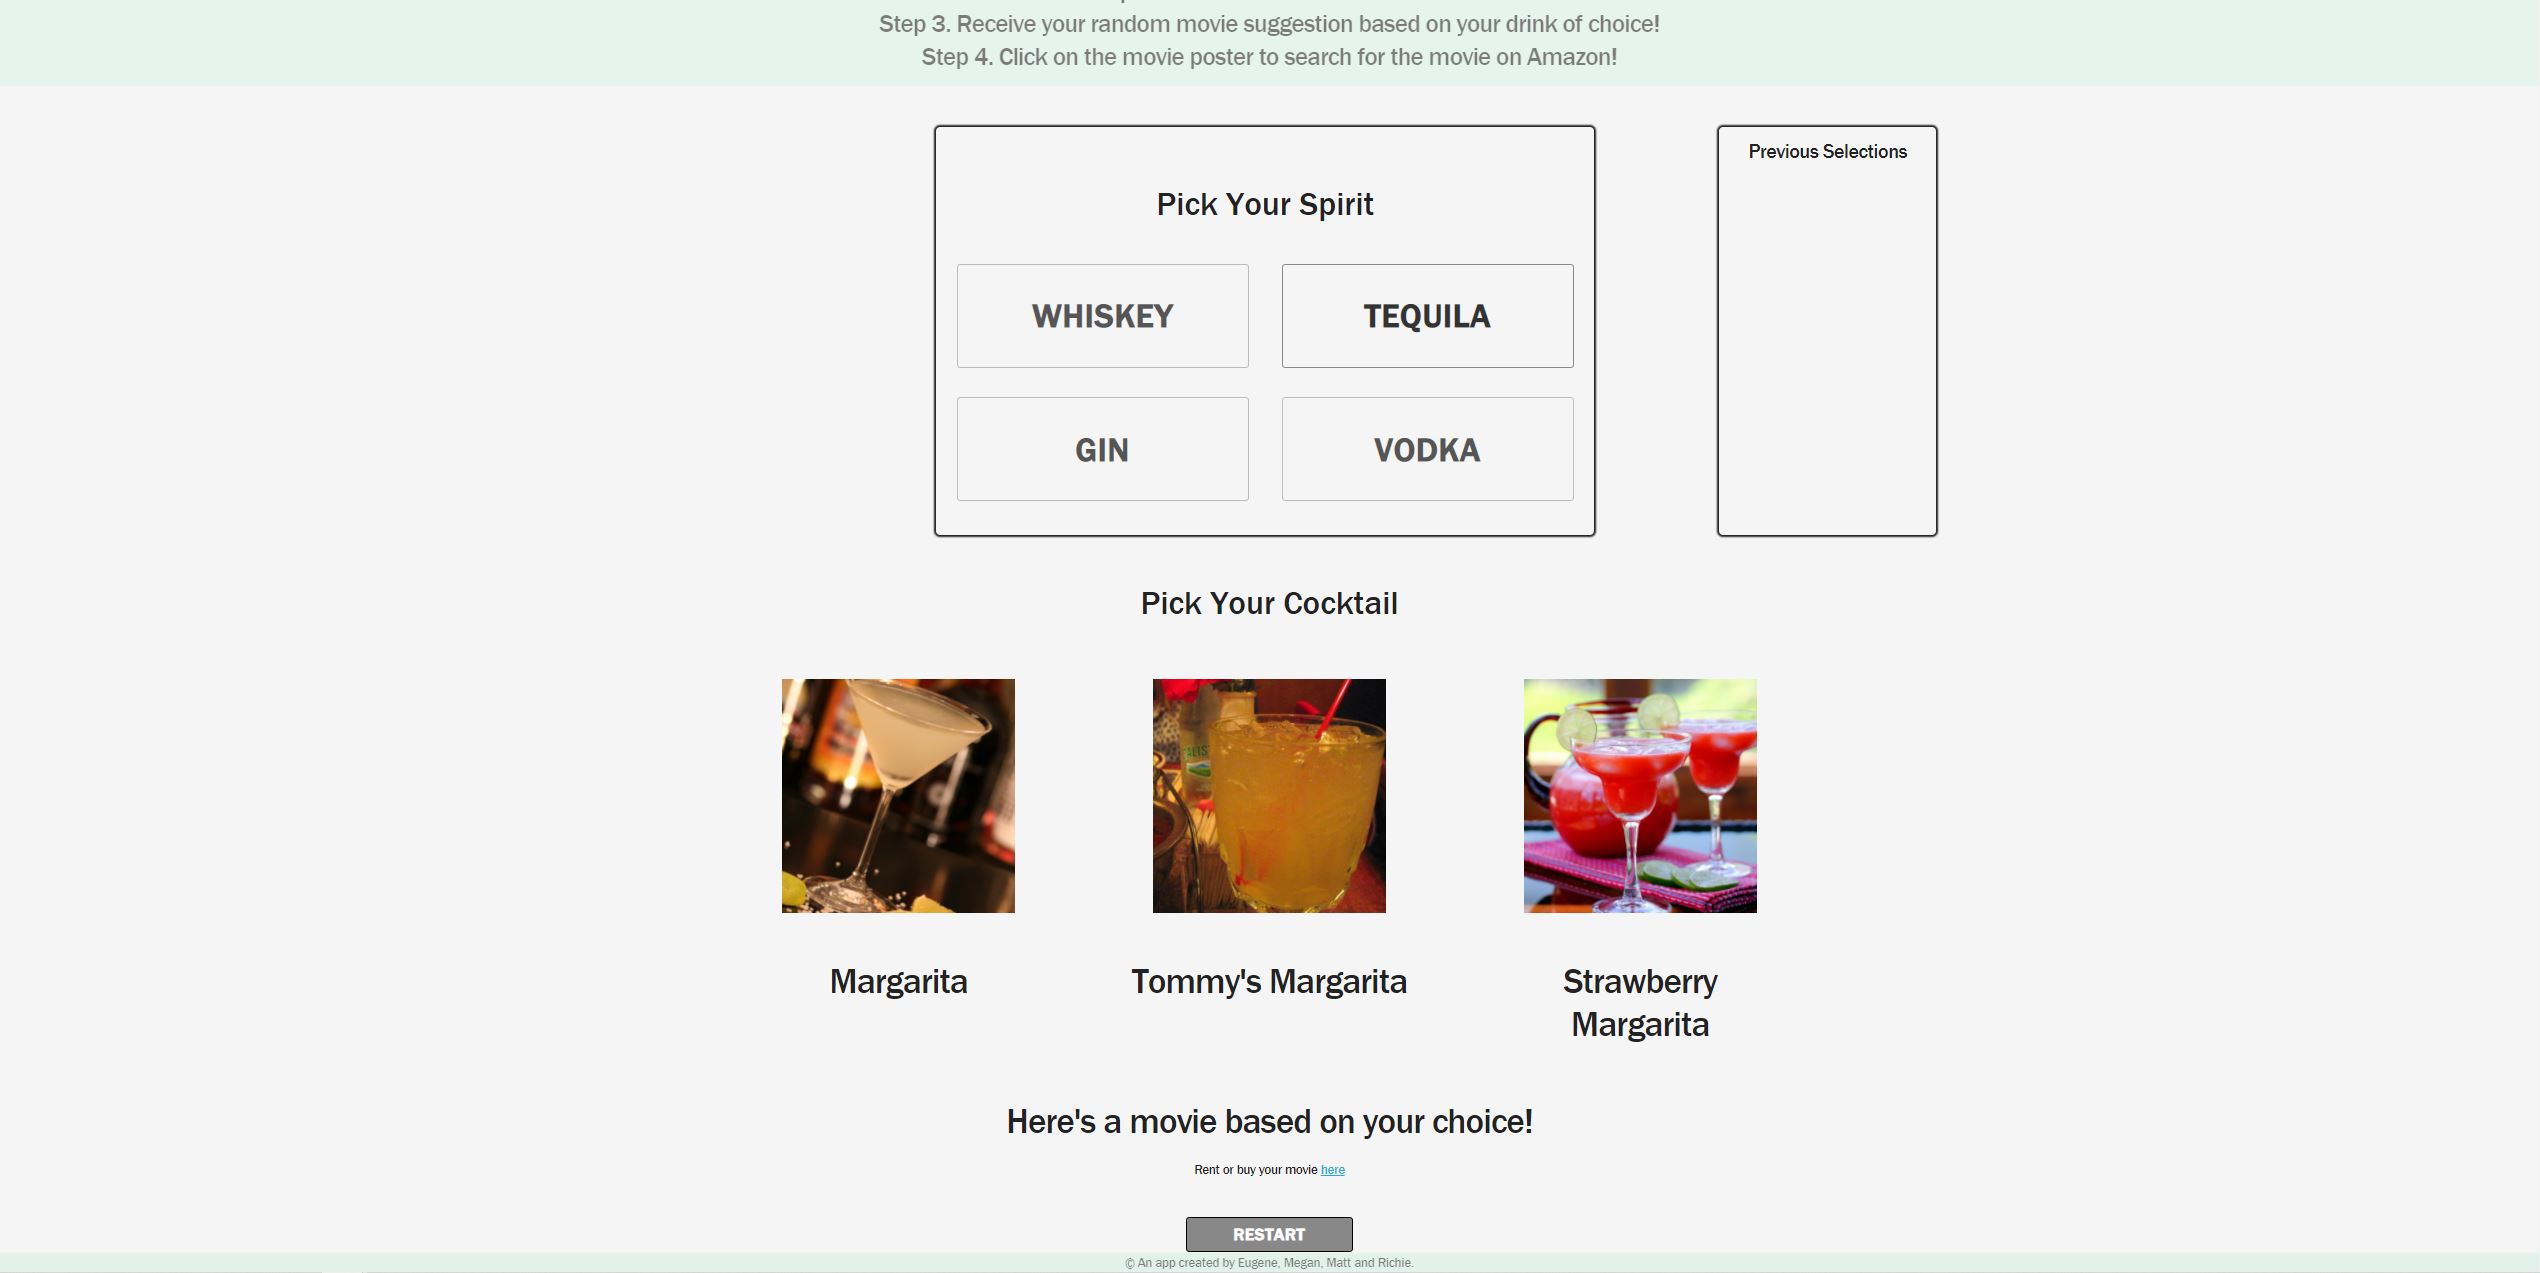 Step 3. Receive your random movie suggestion based on your drink of choice!
Step 4. Click on the movie poster to search for the movie on Amazon!
Pick Your Spirit
Previous Selections
WHISKEY
TEQUILA
GIN
VODKA
Pick Your Cocktail
Margarita
Tommy's Margarita
Strawberry
Margarita
Here's a movie based on your choice!
Rent or buy your movie here
RESTART
© An app created by Eugene, Megan, Matt and Richie.